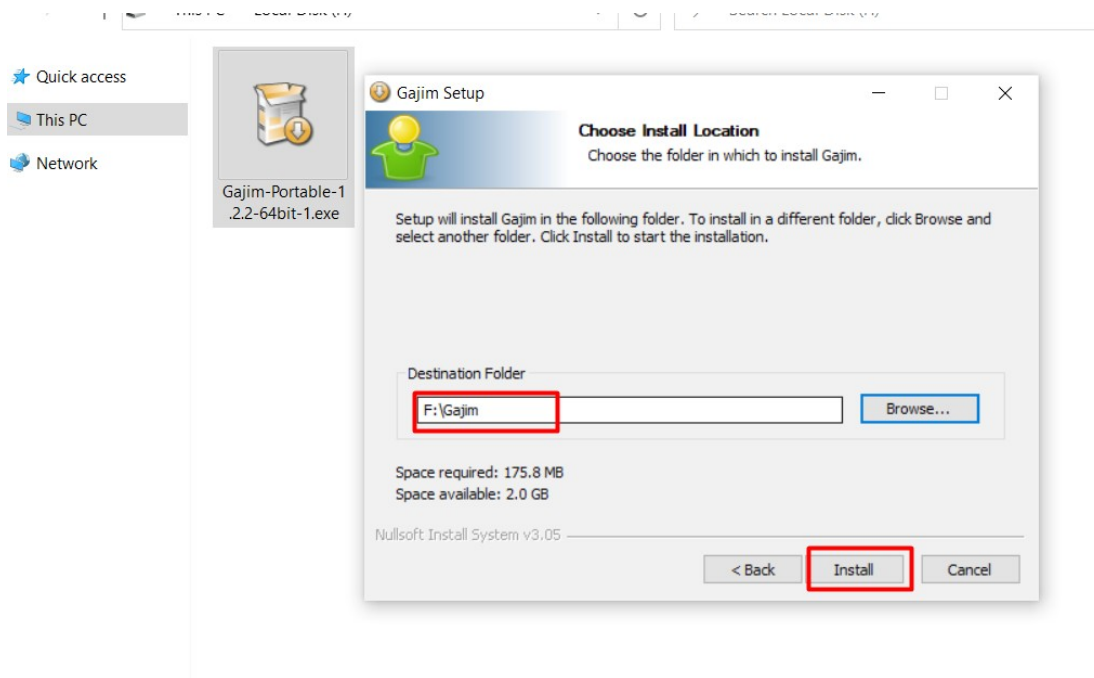 Quick access
This PC
Network
Gajim-Portable-1
.2.2-64bit-1.exe
Gajim Setup
Choose Install Location
Choose the folder in which to install Gajim.
Setup will install Gajim in the following folder. To install in a different folder, click Browse and
select another folder. Click Install to start the installation.
Destination Folder
F:\Gajim
Browse...
Space required: 175.8 MB
Space available: 2.0 GB
Nullsoft Install System v3.05
< Back
Install
Cancel